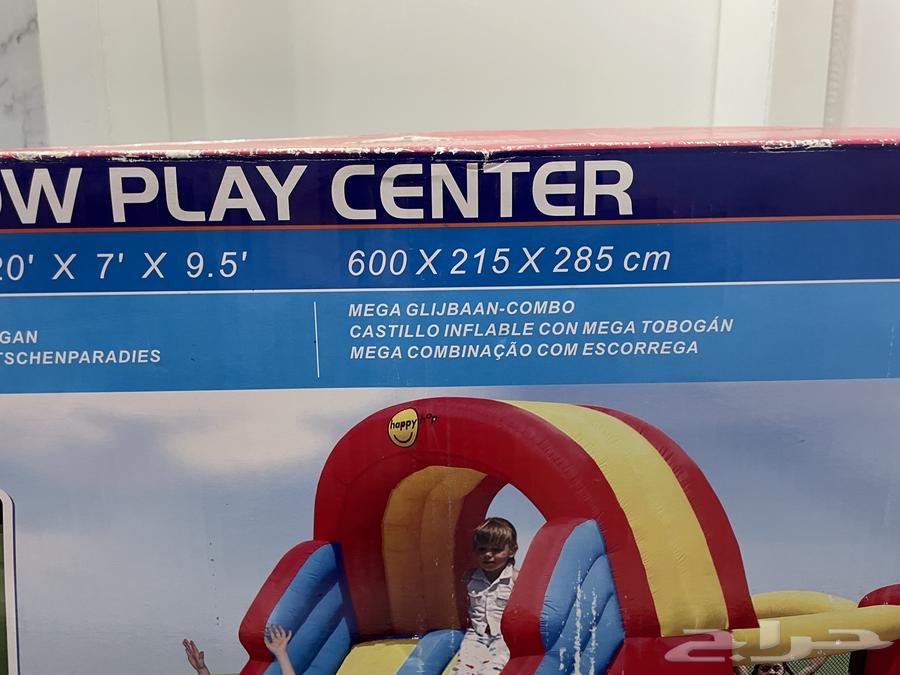 OW PLAY CENTER
20' X 7' X 9.5'
600 X 215 X 285 cm
GAN
TSCHENPARADIES
MEGA GLIJBAAN-COMBO
CASTILLO INFLABLE CON MEGA TOBOGÁN
MEGA COMBINAÇÃO COM ESCORREGA
happy hop
حراج